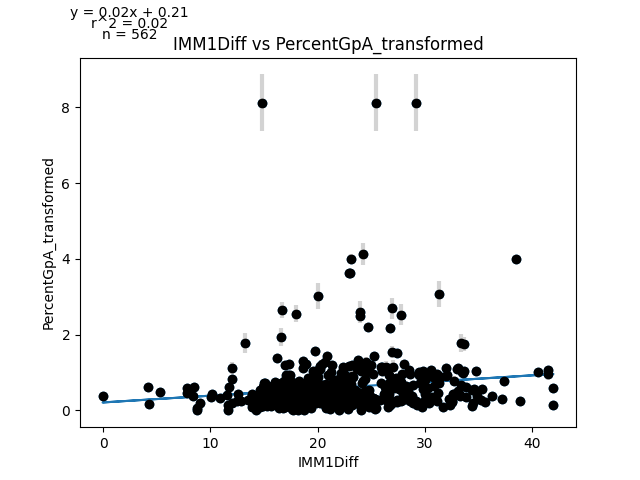 y = 0.02x + 0.21
r^2 = 0.02
n = 562
IMM1Diff vs PercentGpA_transformed
PercentGpA_transformed
8
6
4
2
0
0 10 20 30 40
IMM1Diff